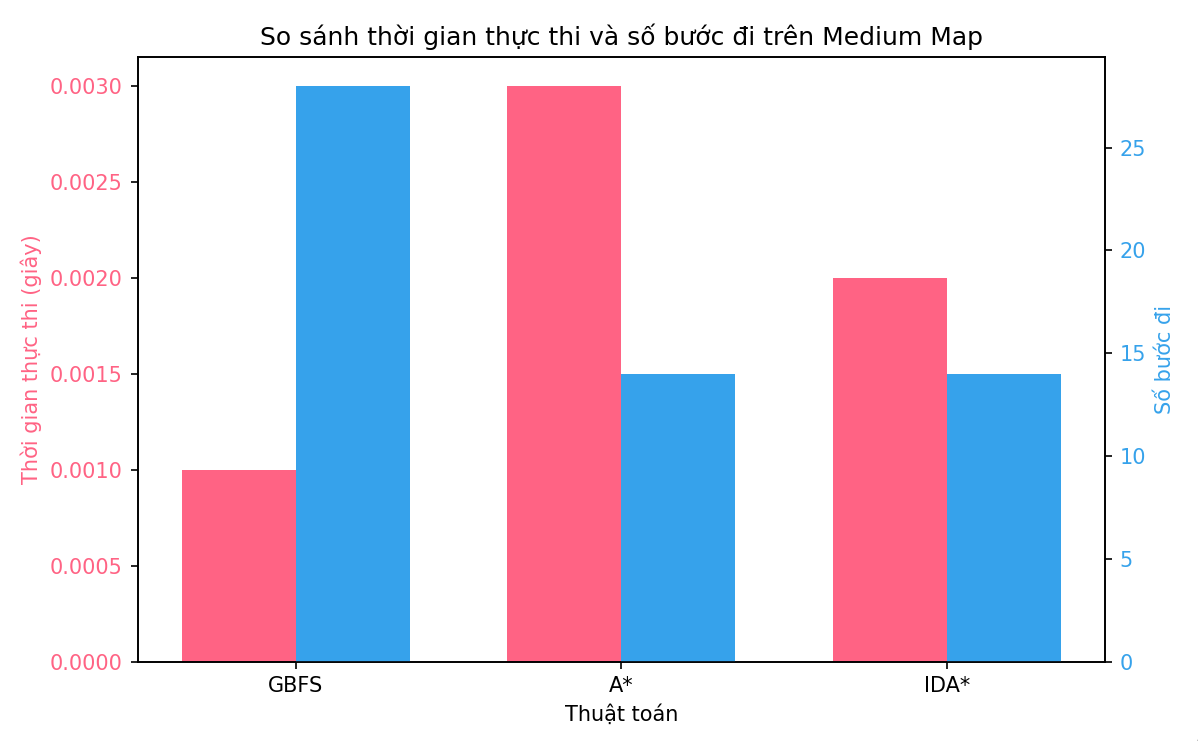 So sánh thời gian thực thi và số bước đi trên Medium Map
Thời gian thực thi (giây)
0.0030
0.0025
0.0020
0.0015
0.0010
0.0005
0.0000
25
20
15
10
5
0
Số bước đi
GBFS
A*
IDA*
Thuật toán